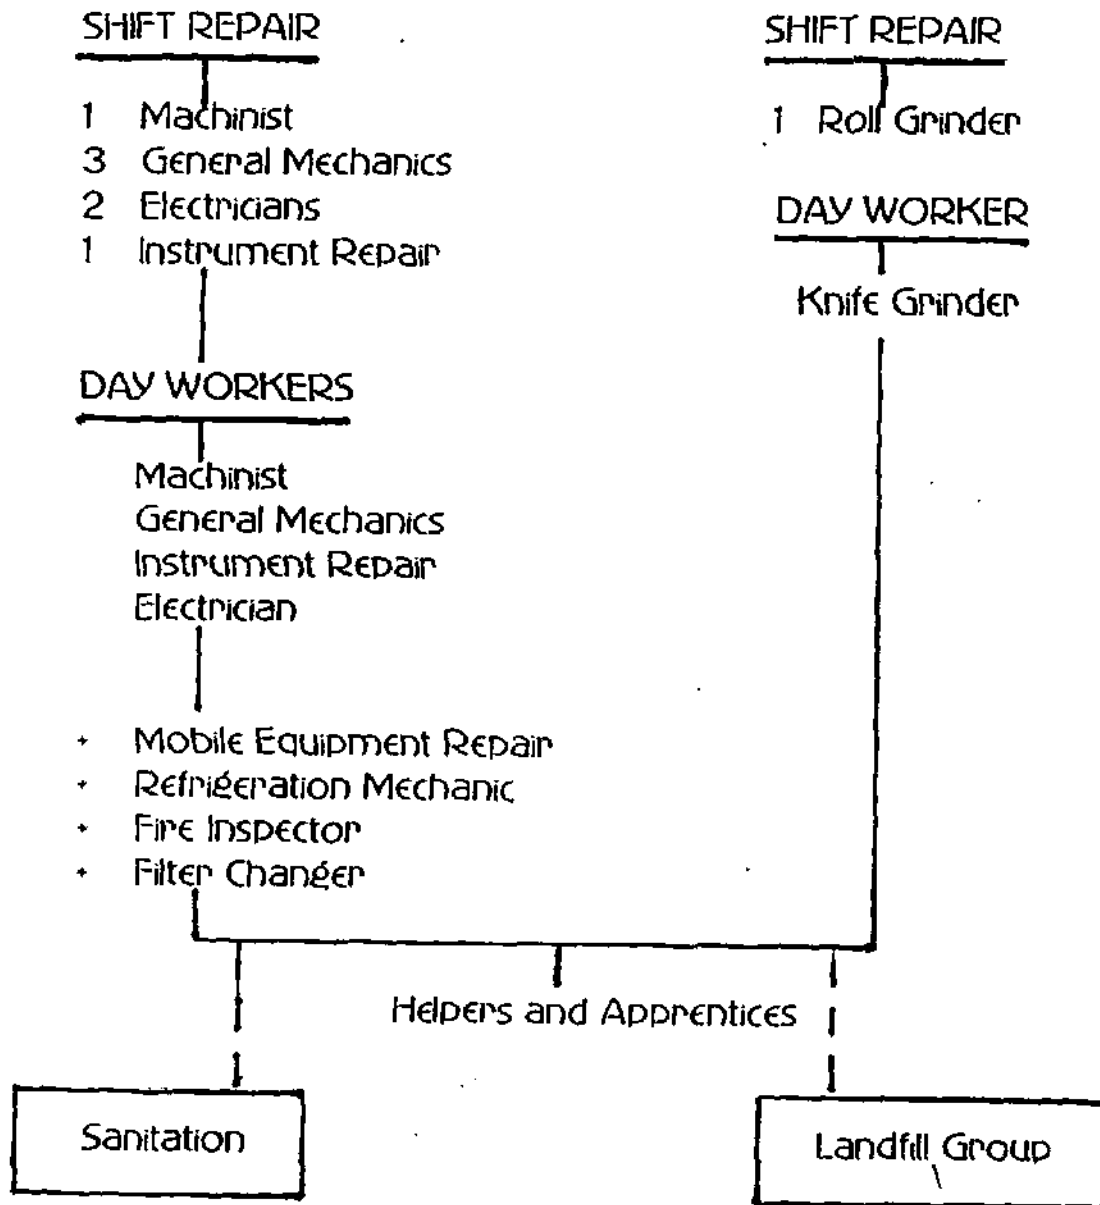 SHIFT REPAIR
1 Machinist
3 General Mechanics
2 Electricians
1 Instrument Repair
DAY WORKERS
Machinist
General Mechanics
Instrument Repair
Electrician
+ Mobile Equipment Repair
+ Refrigeration Mechanic
+ Fire Inspector
+ Filter Changer
SHIFT REPAIR
1 Roll Grinder
DAY WORKER
Knife Grinder
Helpers and Apprentices
Sanitation
Landfill Group